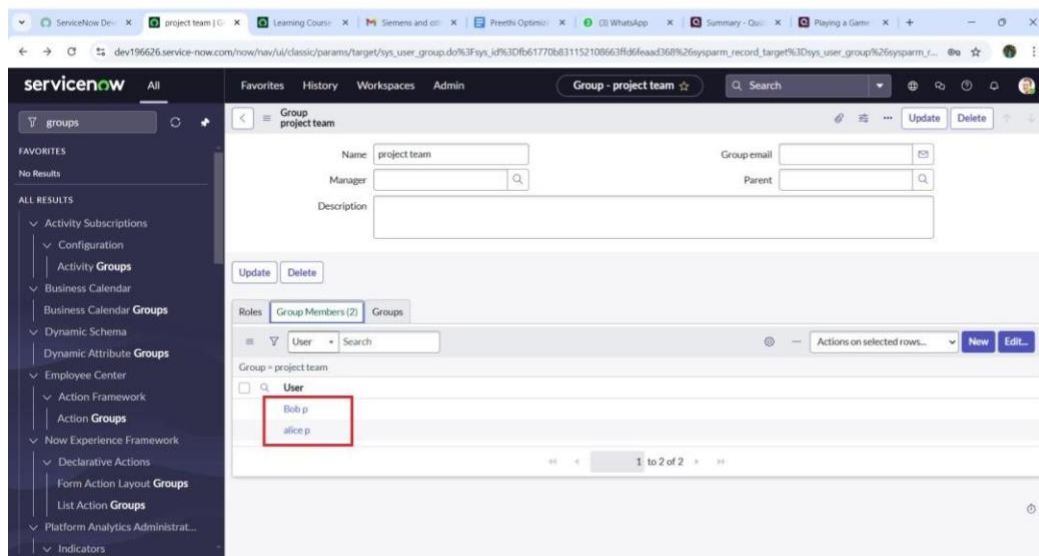 ServiceNow Dev
project team | G
Learning Course
Siemens and oth
Preethi Optimiz
(3) WhatsApp
Summary - Qui
Playing a Game
dev196626.service-now.com/now/nav/ui/classic/params/target/sys_user_group.do%3Fsys_id%3Dfb61770b831152108663ffd6feaad368%26sysparm_record_target%3Dsys_user_group%26sysparm_r...
servicenow All Favorites History Workspaces Admin Group - project team Search
groups
Group
project team
Update Delete
FAVORITES
No Results
ALL RESULTS
Activity Subscriptions
Configuration
Activity Groups
Business Calendar
Business Calendar Groups
Dynamic Schema
Dynamic Attribute Groups
Employee Center
Action Framework
Action Groups
Now Experience Framework
Declarative Actions
Form Action Layout Groups
List Action Groups
Platform Analytics Administrat...
Indicators
Name project team Group email
Manager Parent
Description
Update Delete
Roles Group Members (2) Groups
User Search Actions on selected rows... New Edit...
Group = project team
User
Bob p
alice p
1 to 2 of 2